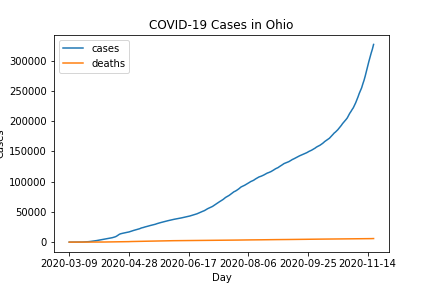 COVID-19 Cases in Ohio
cases
deaths
300000
250000
200000
150000
100000
50000
0
cases
2020-03-09 2020-04-28 2020-06-17 2020-08-06 2020-09-25 2020-11-14
Day